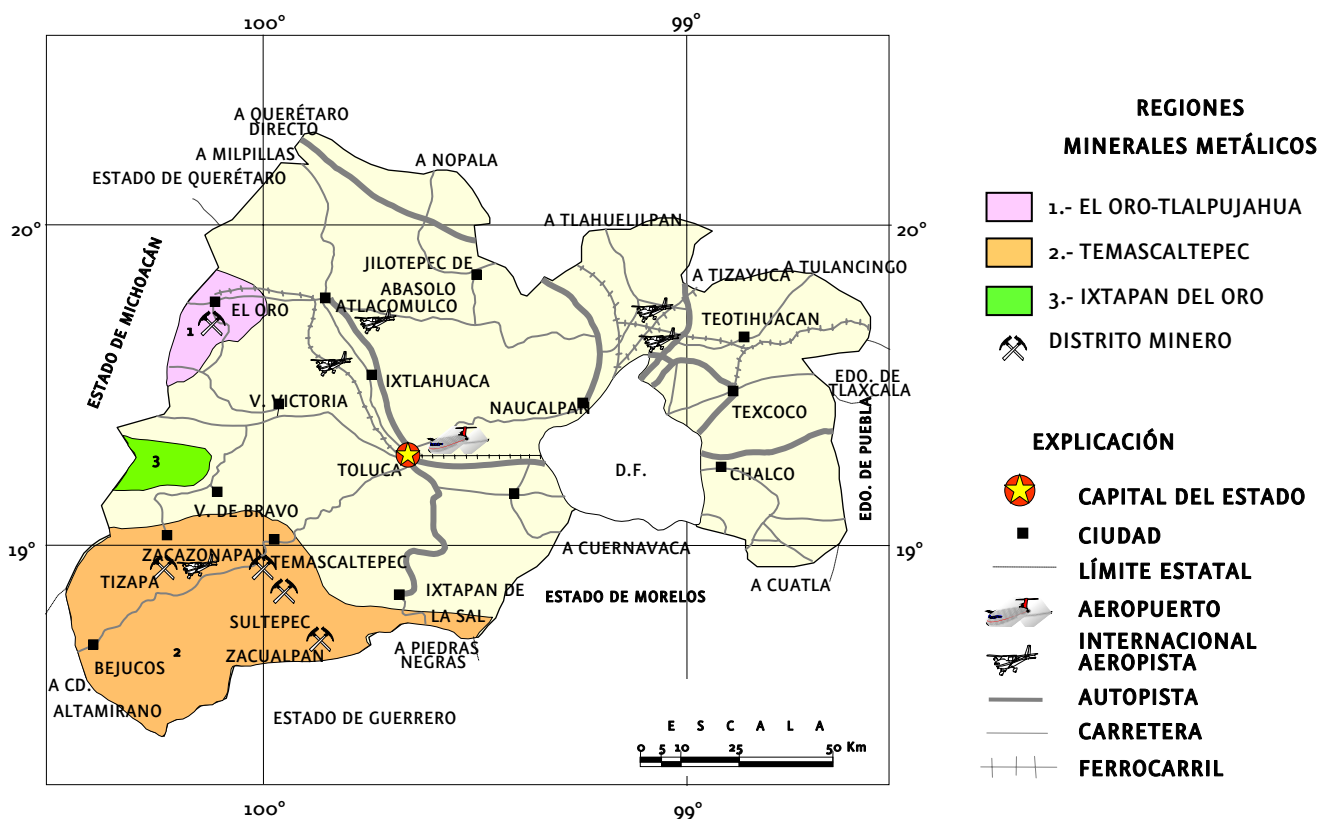 100°
99°
A QUERÉTARO
DIRECTO
A MILPILLAS
A NOPALA
ESTADO DE QUERÉTARO
A TLAHUELILPAN
20°
20°
ESTADO DE MICHOACÁN
JILOTEPEC DE
ABASOLO
A TIZAYUCA
A TULANCINGO
EL ORO
ATLACOMULCO
TEOTIHUACAN
1
IXTLAHUACA
EDO. DE
TLAXCALA
V. VICTORIA
NAUCALPAN
TEXCOCO
EDO. DE PUEBLA
3
TOLUCA
D.F.
CHALCO
V. DE BRAVO
19°
19°
ZACAZONAPAN
TEMASCALTEPEC
A CUERNAVACA
TIZAPA
IXTAPAN DE
LA SAL
ESTADO DE MORELOS
A CUATLA
SULTEPEC
ZACUALPAN
A PIEDRAS
NEGRAS
2
BEJUCOS
A CD.
ALTAMIRANO
ESTADO DE GUERRERO
E S C A L A
0 5 10 25 50 Km
100°
99°
REGIONES
MINERALES METÁLICOS
1.- EL ORO-TLALPUJAHUA
2.- TEMASCALTEPEC
3.- IXTAPAN DEL ORO
DISTRITO MINERO
EXPLICACIÓN
CAPITAL DEL ESTADO
CIUDAD
LÍMITE ESTATAL
AEROPUERTO
INTERNACIONAL
AEROPISTA
AUTOPISTA
CARRETERA
FERROCARRIL